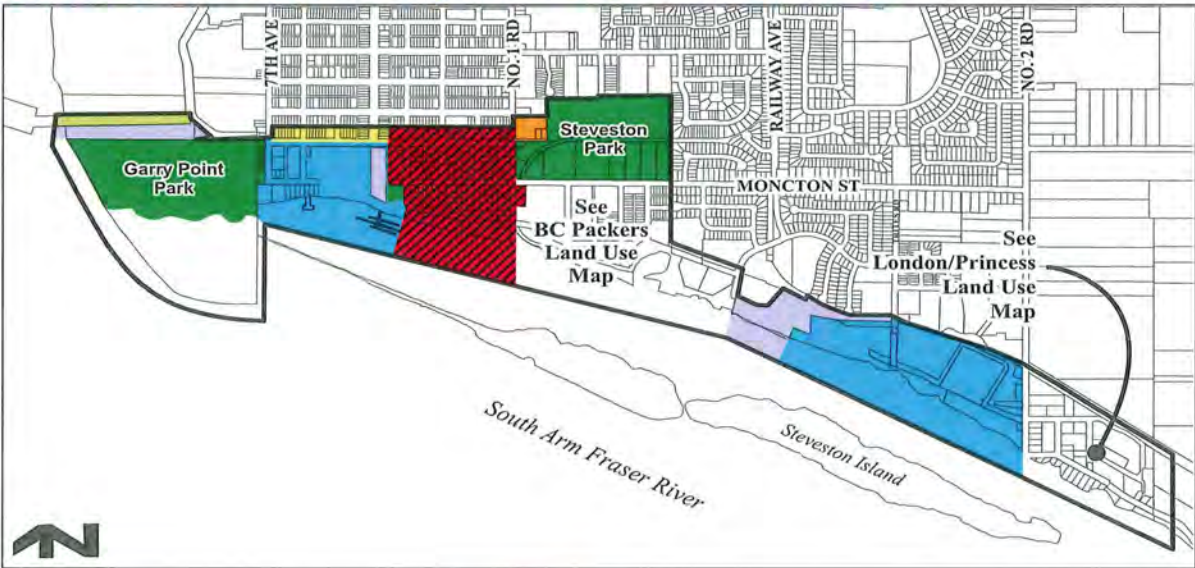 7TH AVE
NO. 1 RD
RAILWAY AVE
NO. 2 RD
Steveston
Park
Garry Point
Park
MONCTON ST
See
BC Packers
Land Use
Map
See
London/Princess
Land Use
Map
South Arm Fraser River
Steveston Island
N